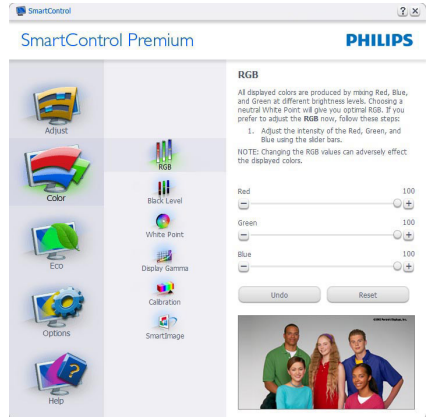 SmartControl
SmartControl Premium
PHILIPS
Adjust
Color
Eco
Options
Help
RGB
Black Level
White Point
Display Gamma
Calibration
SmartImage
RGB
All displayed colors are produced by mixing Red, Blue,
and Green at different brightness levels. Choosing a
neutral White Point will give you optimal RGB. If you
prefer to adjust the RGB now, follow these steps:
1. Adjust the intensity of the Red, Green, and
Blue using the slider bars.
NOTE: Changing the RGB values can adversely effect
the displayed colors.
Red 100
Green 100
Blue 100
Undo Reset